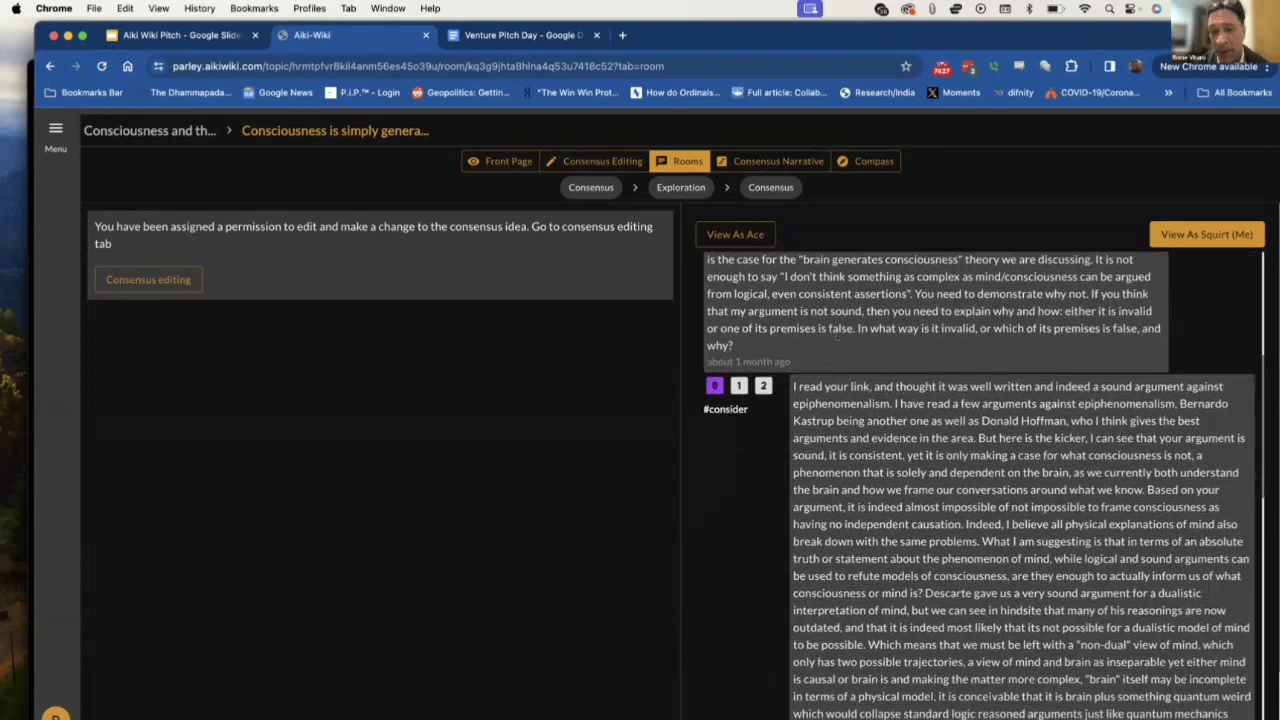 Chrome File Edit View History Bookmarks Profiles Tab Window Help
Aiki Wiki Pitch - Google Slide
Aiki-Wiki
Venture Pitch Day - Google D
parley.aikiwiki.com/topic/hrmtpfvr8kil4anm56es45o39u/room/kq3g9jhta8hlna4q53u7418c52?tab=room
7427
2
New Chrome available
Bookmarks Bar
The Dhammapada...
Google News
P.i.P.™ - Login
Geopolitics: Gettin...
"The Win Win Prot...
How do Ordinals...
Full article: Collab...
Research/India
Moments
difnity
COVID-19/Corona...
»
All Bookmarks
Menu
Consciousness and th... > Consciousness is simply genera...
Front Page
Consensus Editing
Rooms
Consensus Narrative
Compass
Consensus > Exploration > Consensus
You have been assigned a permission to edit and make a change to the consensus idea. Go to consensus editing
tab
Consensus editing
View As Ace
View As Squirt (Me)
is the case for the "brain generates consciousness" theory we are discussing. It is not
enough to say "I don't think something as complex as mind/consciousness can be argued
from logical, even consistent assertions". You need to demonstrate why not. If you think
that my argument is not sound, then you need to explain why and how: either it is invalid
or one of its premises is false. In what way is it invalid, or which of its premises is false, and
why?
about 1 month ago
0 1 2
#consider
I read your link, and thought it was well written and indeed a sound argument against
epiphenomenalism. I have read a few arguments against epiphenomenalism, Bernardo
Kastrup being another one as well as Donald Hoffman, who I think gives the best
arguments and evidence in the area. But here is the kicker, I can see that your argument is
sound, it is consistent, yet it is only making a case for what consciousness is not, a
phenomenon that is solely and dependent on the brain, as we currently both understand
the brain and how we frame our conversations around what we know. Based on your
argument, it is indeed almost impossible of not impossible to frame consciousness as
having no independent causation. Indeed, I believe all physical explanations of mind also
break down with the same problems. What I am suggesting is that in terms of an absolute
truth or statement about the phenomenon of mind, while logical and sound arguments can
be used to refute models of consciousness, are they enough to actually inform us of what
consciousness or mind is? Descarte gave us a very sound argument for a dualistic
interpretation of mind, but we can see in hindsite that many of his reasonings are now
outdated, and that it is indeed most likely that its not possible for a dualistic model of mind
to be possible. Which means that we must be left with a "non-dual" view of mind, which
only has two possible trajectories, a view of mind and brain as inseparable yet either mind
is causal or brain is and making the matter more complex, "brain" itself may be incomplete
in terms of a physical model, it is conceivable that it is brain plus something quantum weird
which would collapse standard logic reasoned arguments just like quantum mechanics